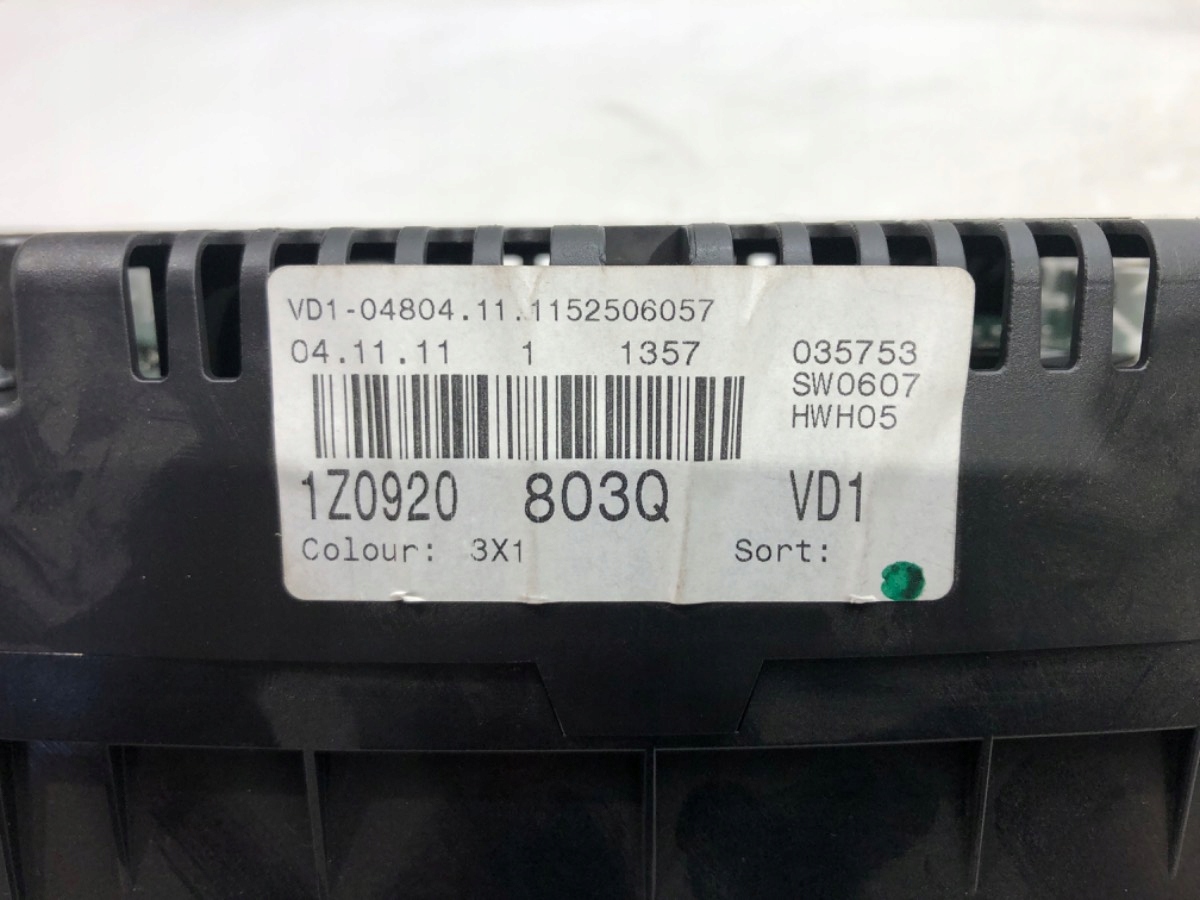 VD1-04804.11.1152506057
04.11.11 1 1357 035753
SW0607
HWH05
1Z0920 803Q VD1
Colour: 3X1 Sort: